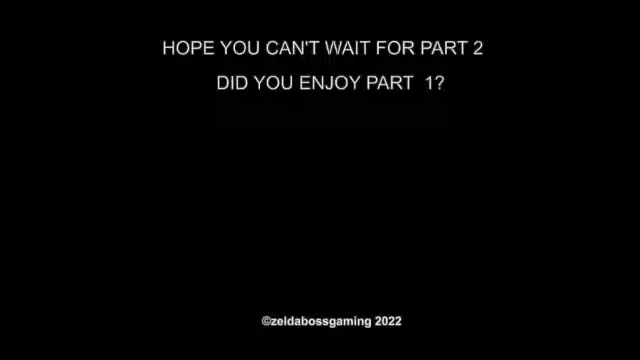 HOPE YOU CAN'T WAIT FOR PART 2
DID YOU ENJOY PART  1?
©zeldabossgaming 2022